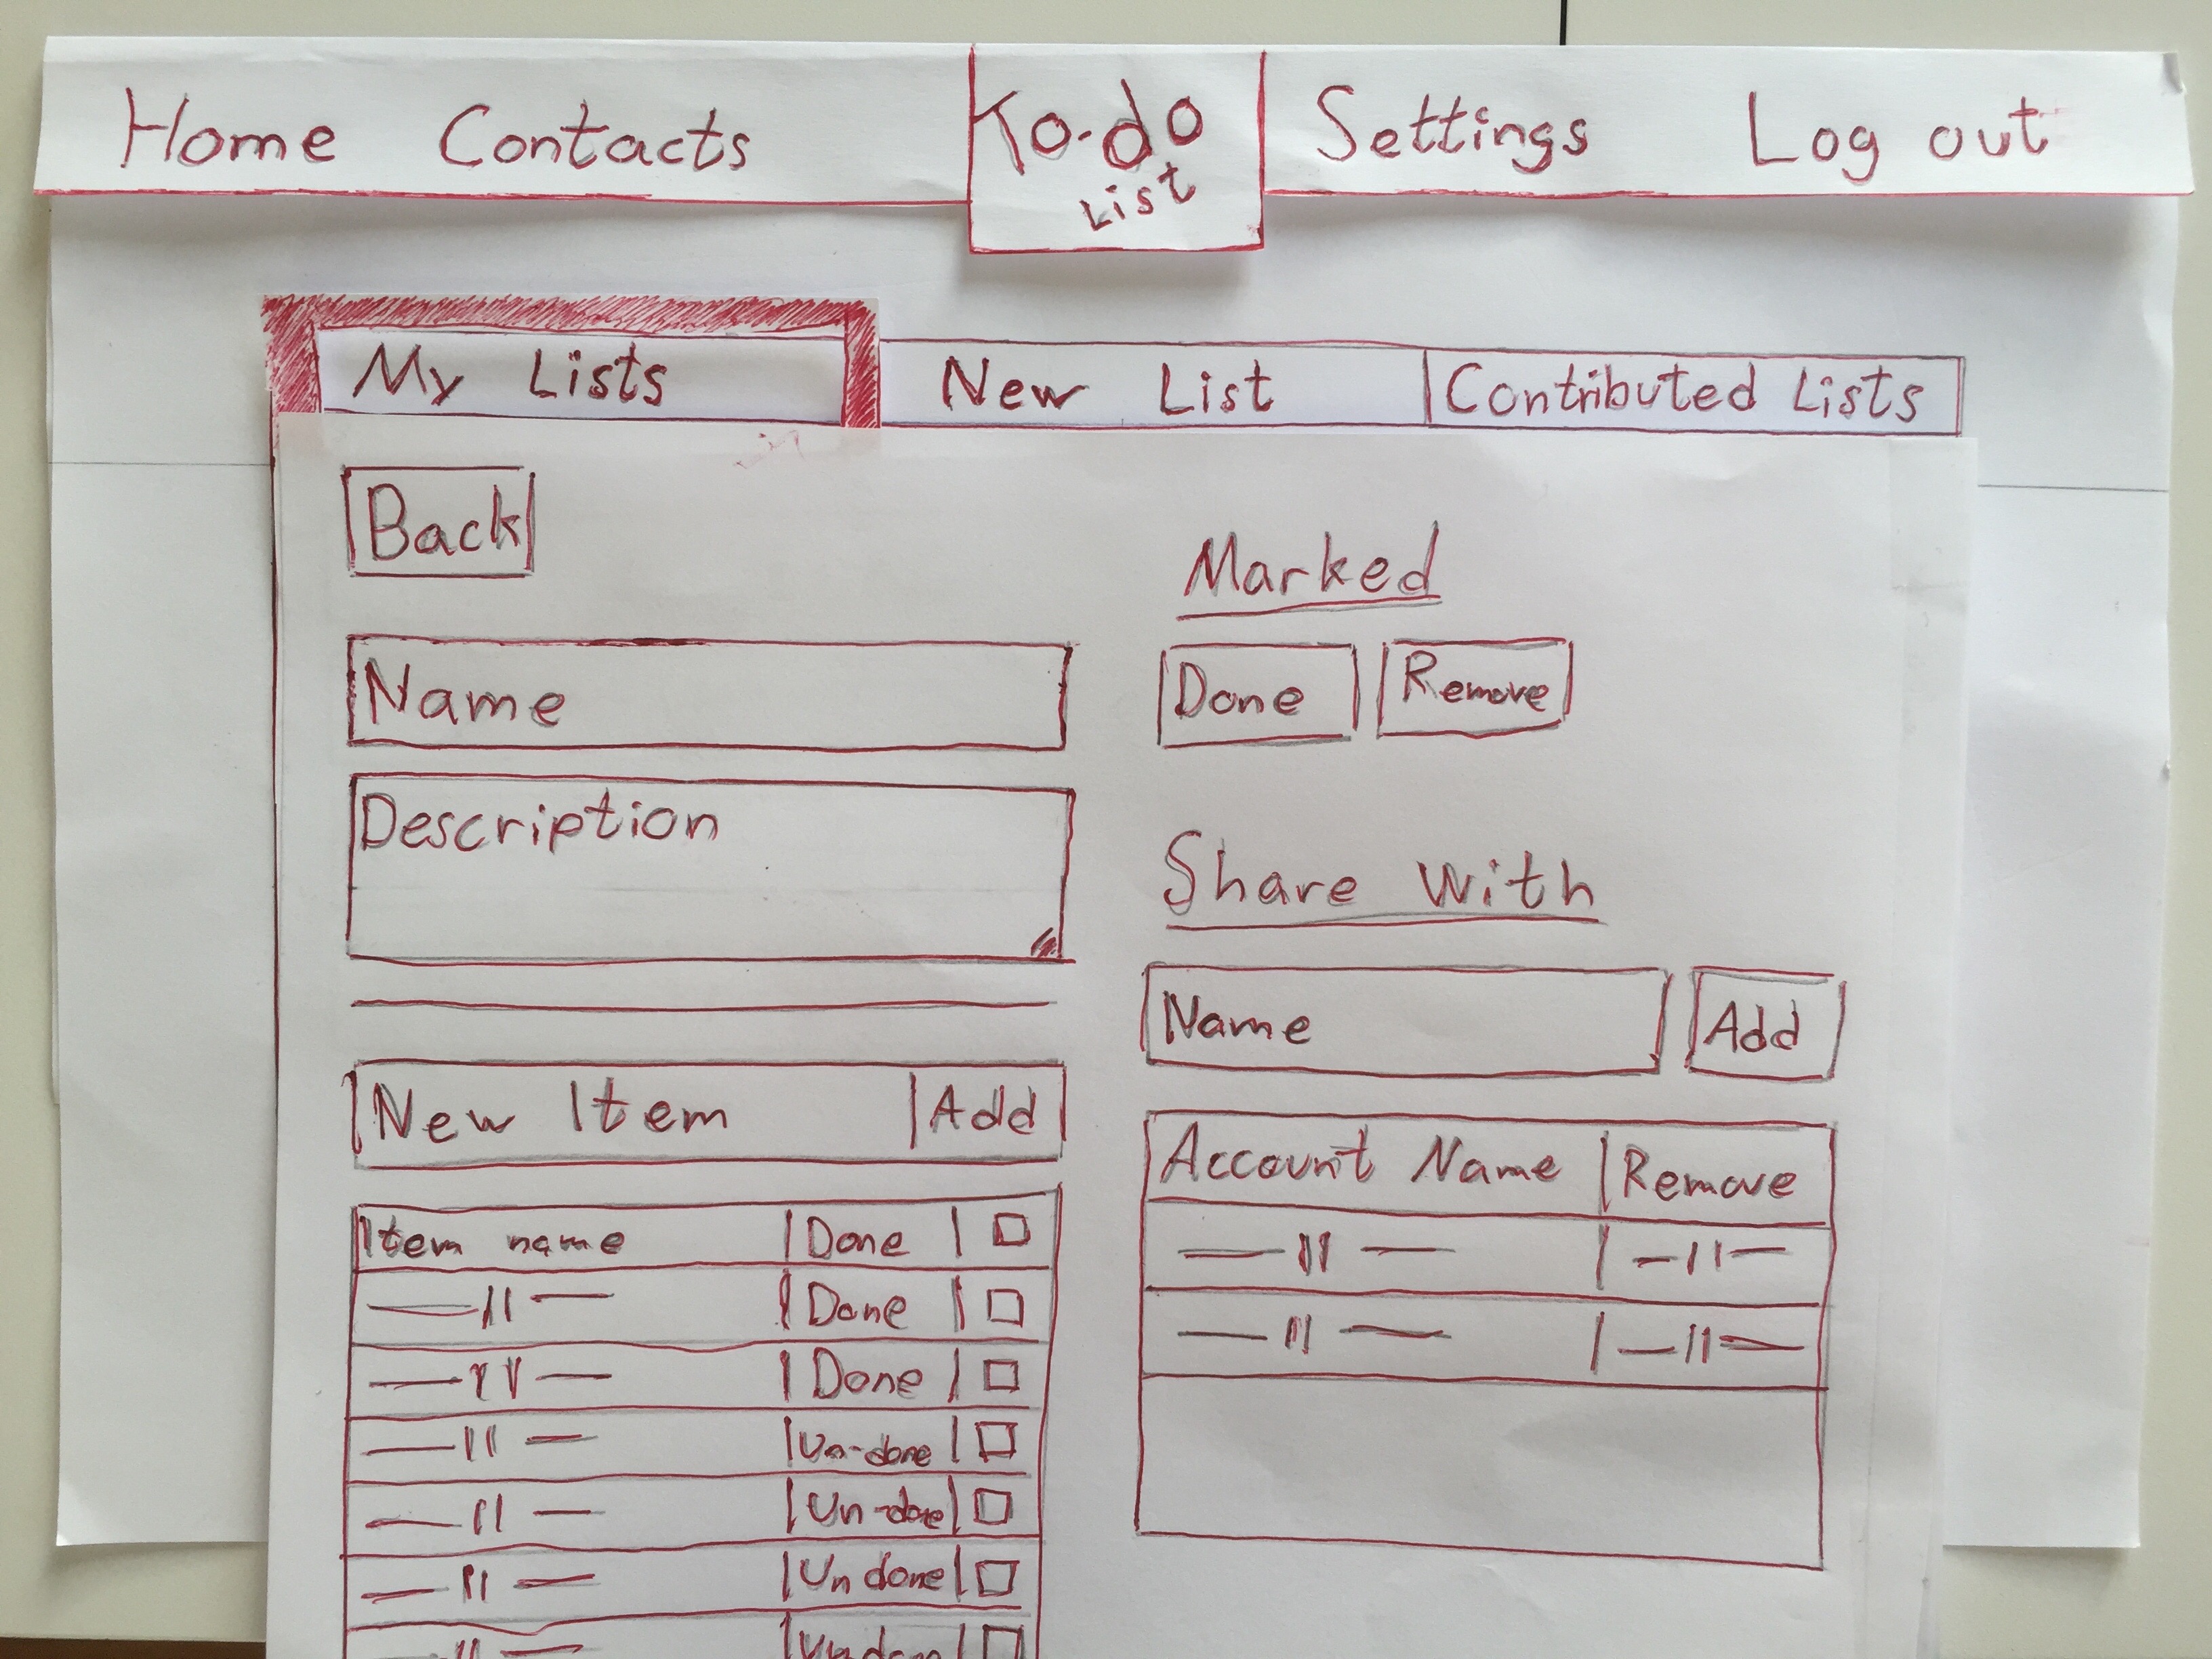 Home Contacts To-do List Settings Log out
My Lists New List Contributed Lists
Back
Name
Description
New Item Add
Item name Done
Done
Done
Un-done
Un-done
Un done
Marked
Done Remove
Share With
Name Add
Account Name Remove